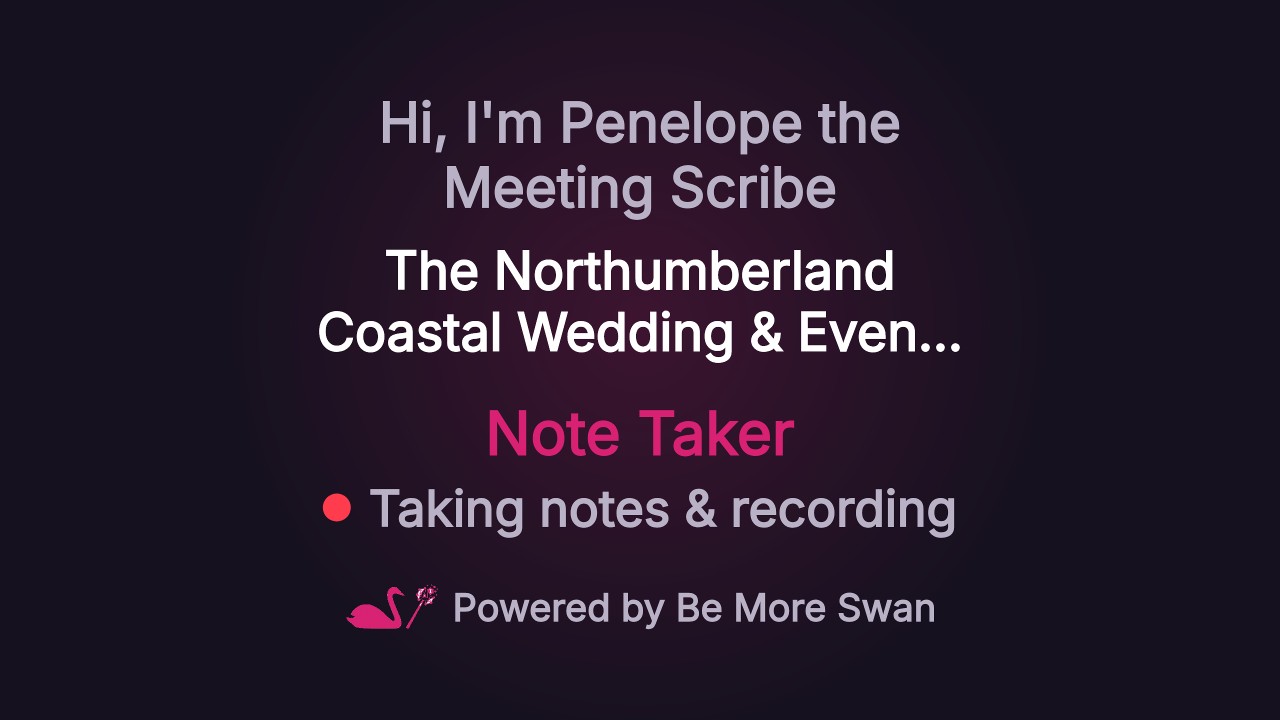 Hi, I'm Penelope the
Meeting Scribe
The Northumberland
Coastal Wedding & Even...
Note Taker
Taking notes & recording
Powered by Be More Swan